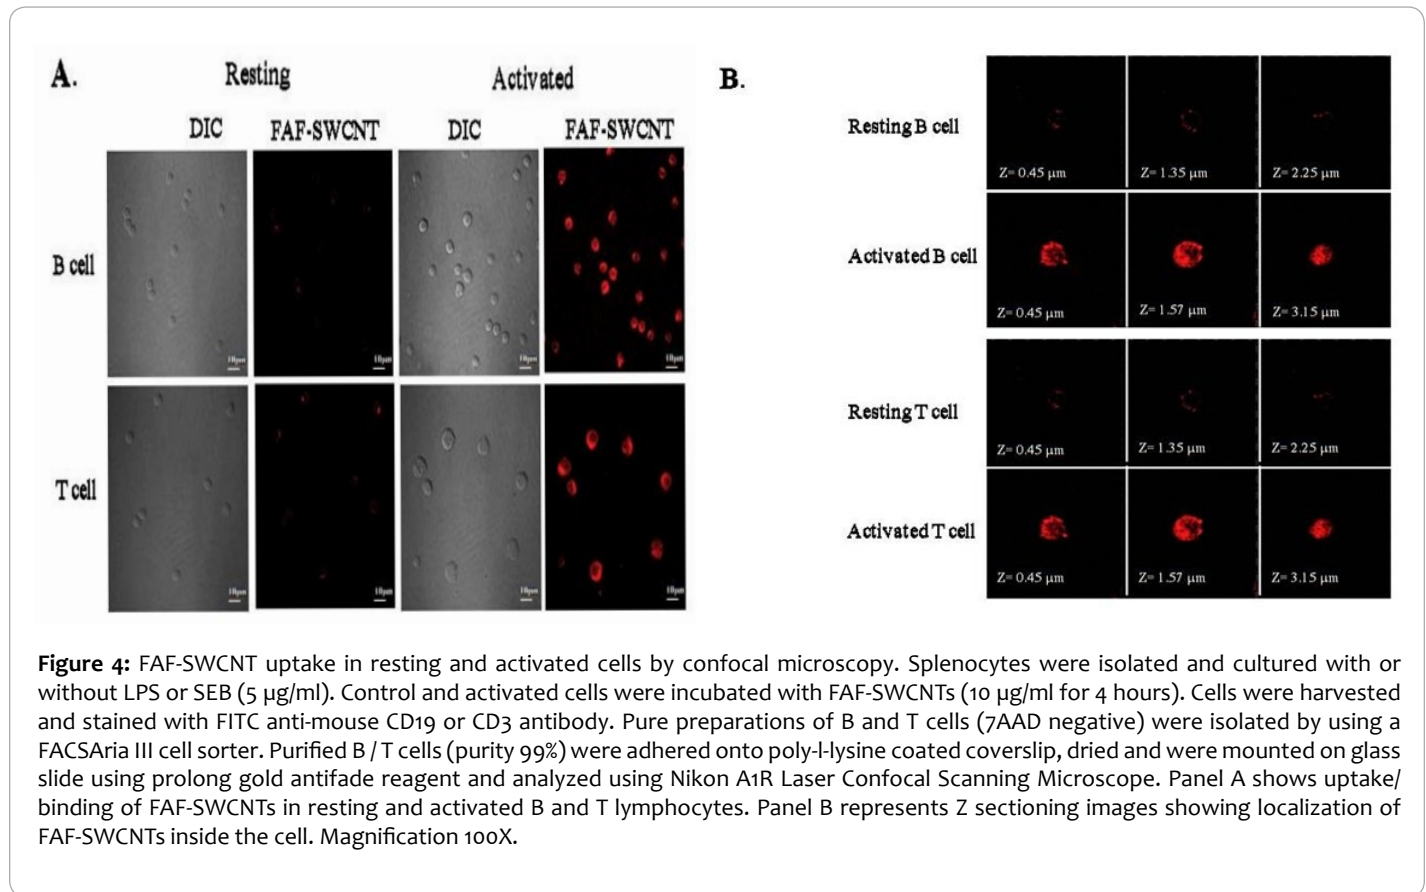 A.
Resting Activated
DIC FAF-SWCNT DIC FAF-SWCNT
B cell
10µm 10µm 10µm 10µm
T cell
10µm 10µm 10µm 10µm
B.
Resting B cell
Z= 0.45 µm Z= 1.35 µm Z= 2.25 µm
Activated B cell
Z= 0.45 µm Z= 1.57 µm Z= 3.15 µm
Resting T cell
Z= 0.45 µm Z= 1.35 µm Z= 2.25 µm
Activated T cell
Z= 0.45 µm Z= 1.57 µm Z= 3.15 µm
Figure 4: FAF-SWCNT uptake in resting and activated cells by confocal microscopy. Splenocytes were isolated and cultured with or
without LPS or SEB (5 µg/ml). Control and activated cells were incubated with FAF-SWCNTs (10 µg/ml for 4 hours). Cells were harvested
and stained with FITC anti-mouse CD19 or CD3 antibody. Pure preparations of B and T cells (7AAD negative) were isolated by using a
FACSAria III cell sorter. Purified B / T cells (purity 99%) were adhered onto poly-l-lysine coated coverslip, dried and were mounted on glass
slide using prolong gold antifade reagent and analyzed using Nikon A1R Laser Confocal Scanning Microscope. Panel A shows uptake/
binding of FAF-SWCNTs in resting and activated B and T lymphocytes. Panel B represents Z sectioning images showing localization of
FAF-SWCNTs inside the cell. Magnification 100X.